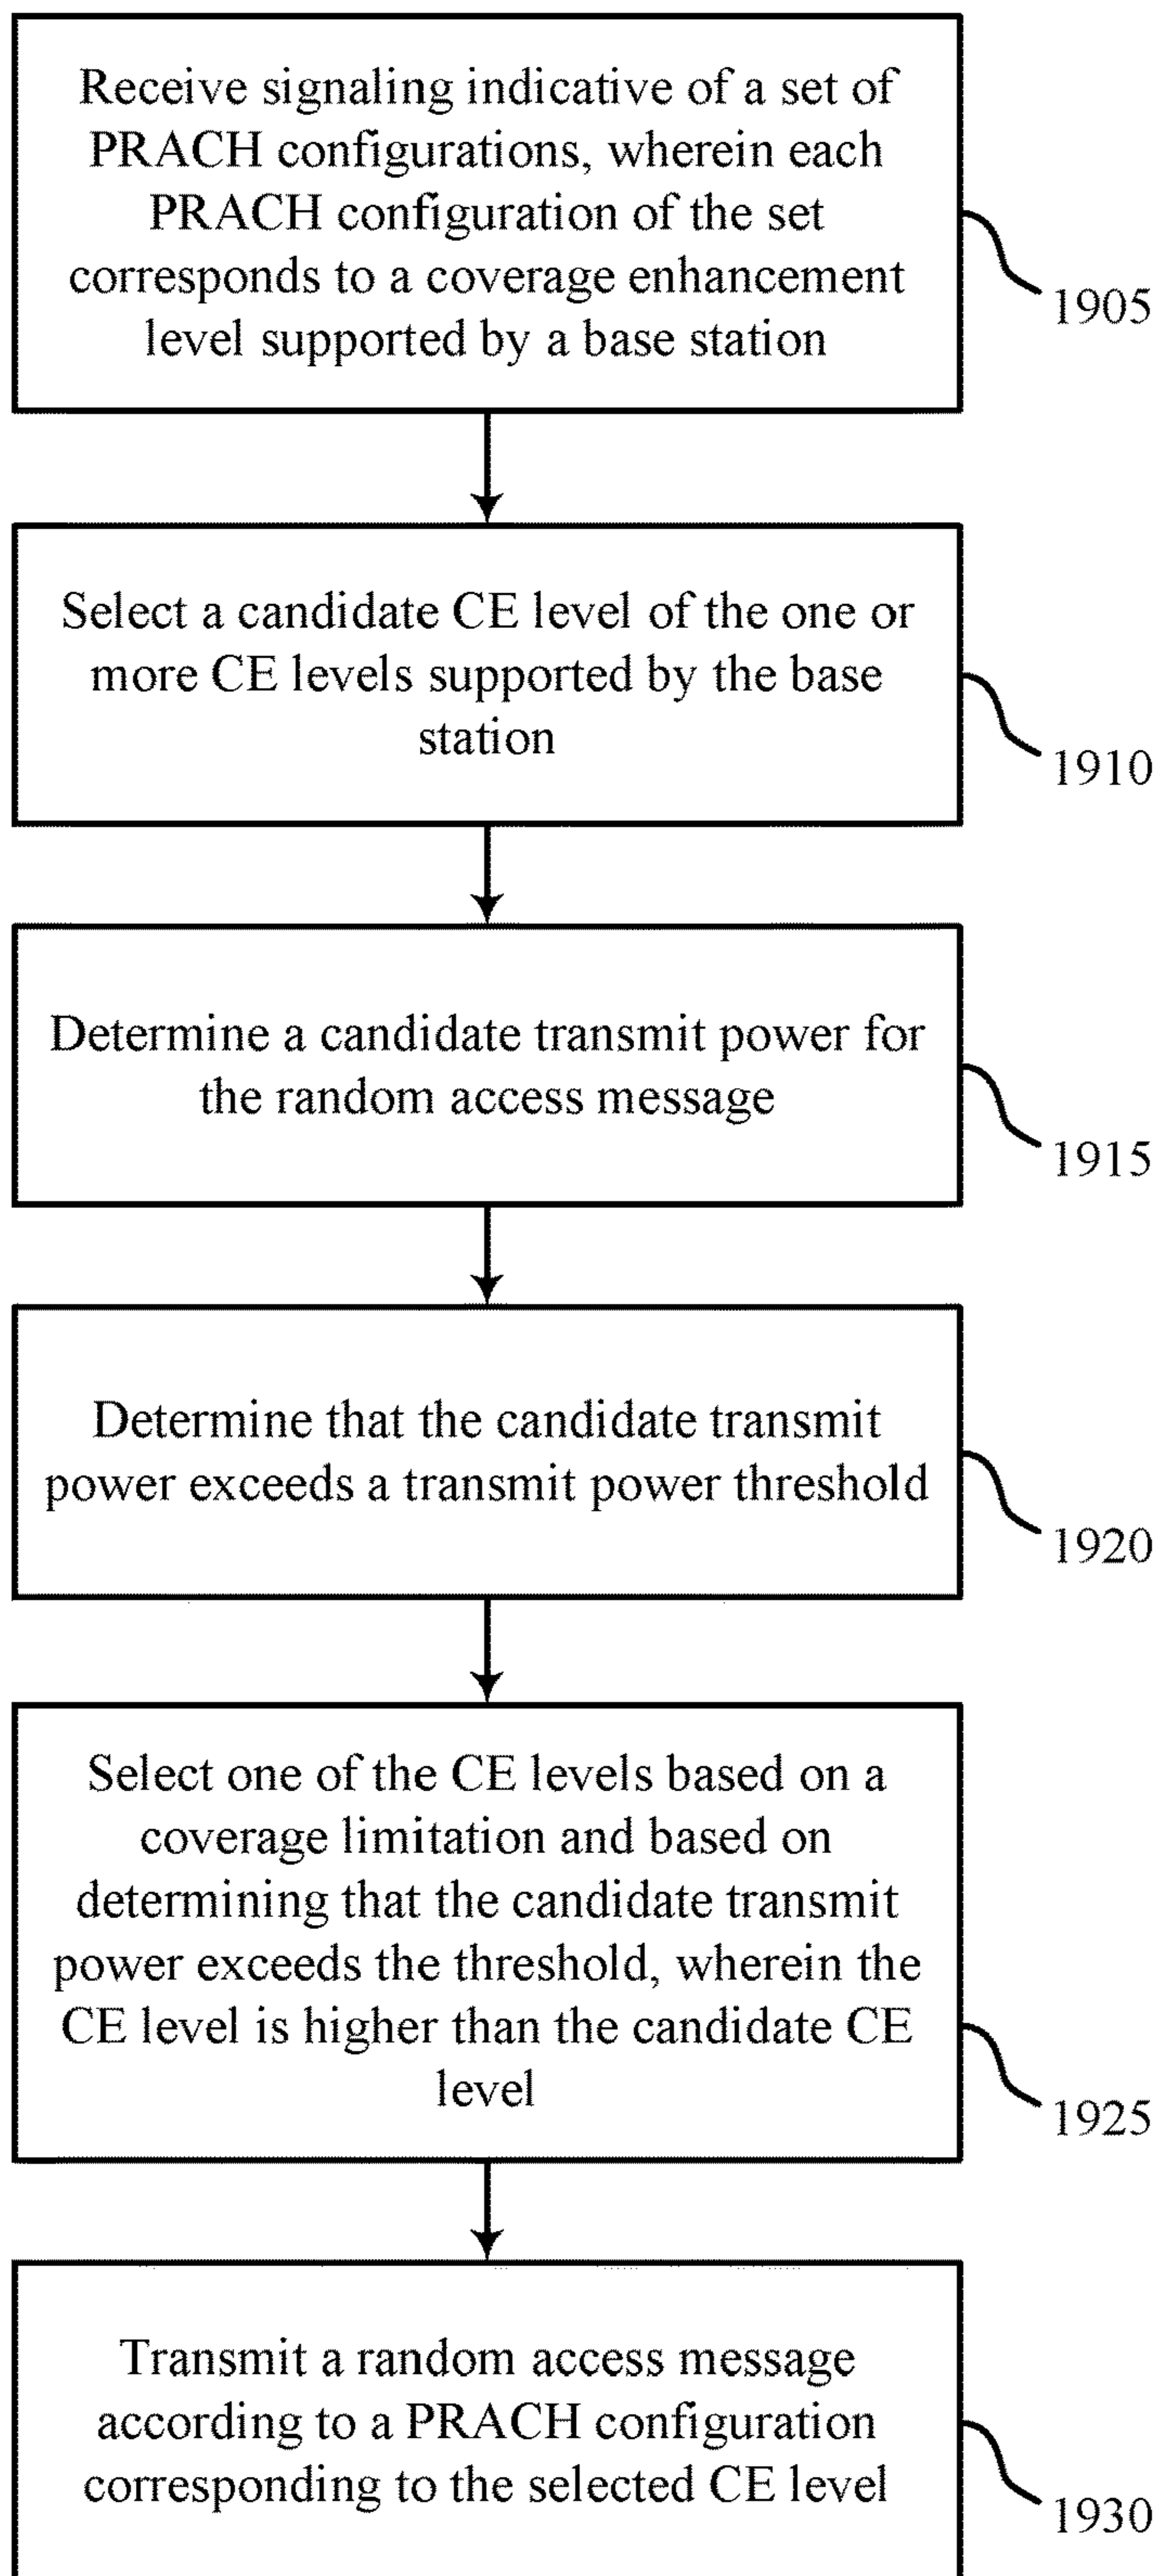 Receive signaling indicative of a set of
PRACH configurations, wherein each
PRACH configuration of the set
corresponds to a coverage enhancement
level supported by a base station
1905
Select a candidate CE level of the one or
more CE levels supported by the base
station
1910
Determine a candidate transmit power for
the random access message
1915
Determine that the candidate transmit
power exceeds a transmit power threshold
1920
Select one of the CE levels based on a
coverage limitation and based on
determining that the candidate transmit
power exceeds the threshold, wherein the
CE level is higher than the candidate CE
level
1925
Transmit a random access message
according to a PRACH configuration
corresponding to the selected CE level
1930